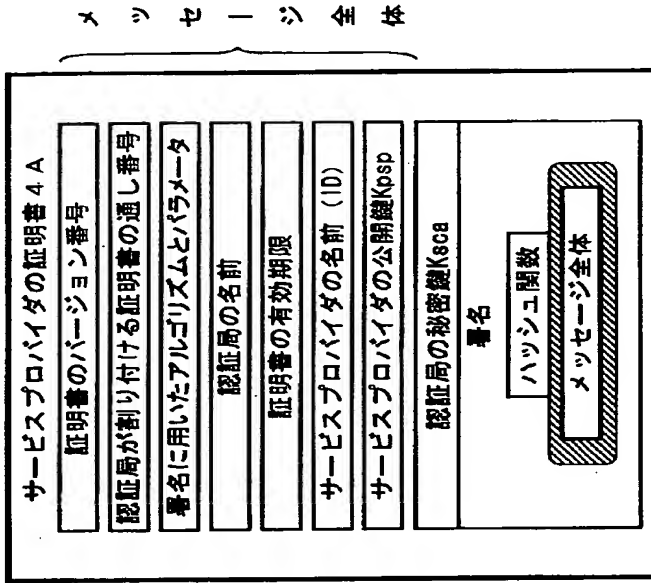 サービスプロバイダの証明書4A
証明書のバージョン番号
認証局が割り付ける証明書の通し番号
署名に用いたアルゴリズムとパラメータ
認証局の名前
証明書の有効期限
サービスプロバイダの名前 (ID)
サービスプロバイダの公開鍵Kpsp
メッセージ全体
認証局の秘密鍵Ksca
署名
ハッシュ関数
メッセージ全体